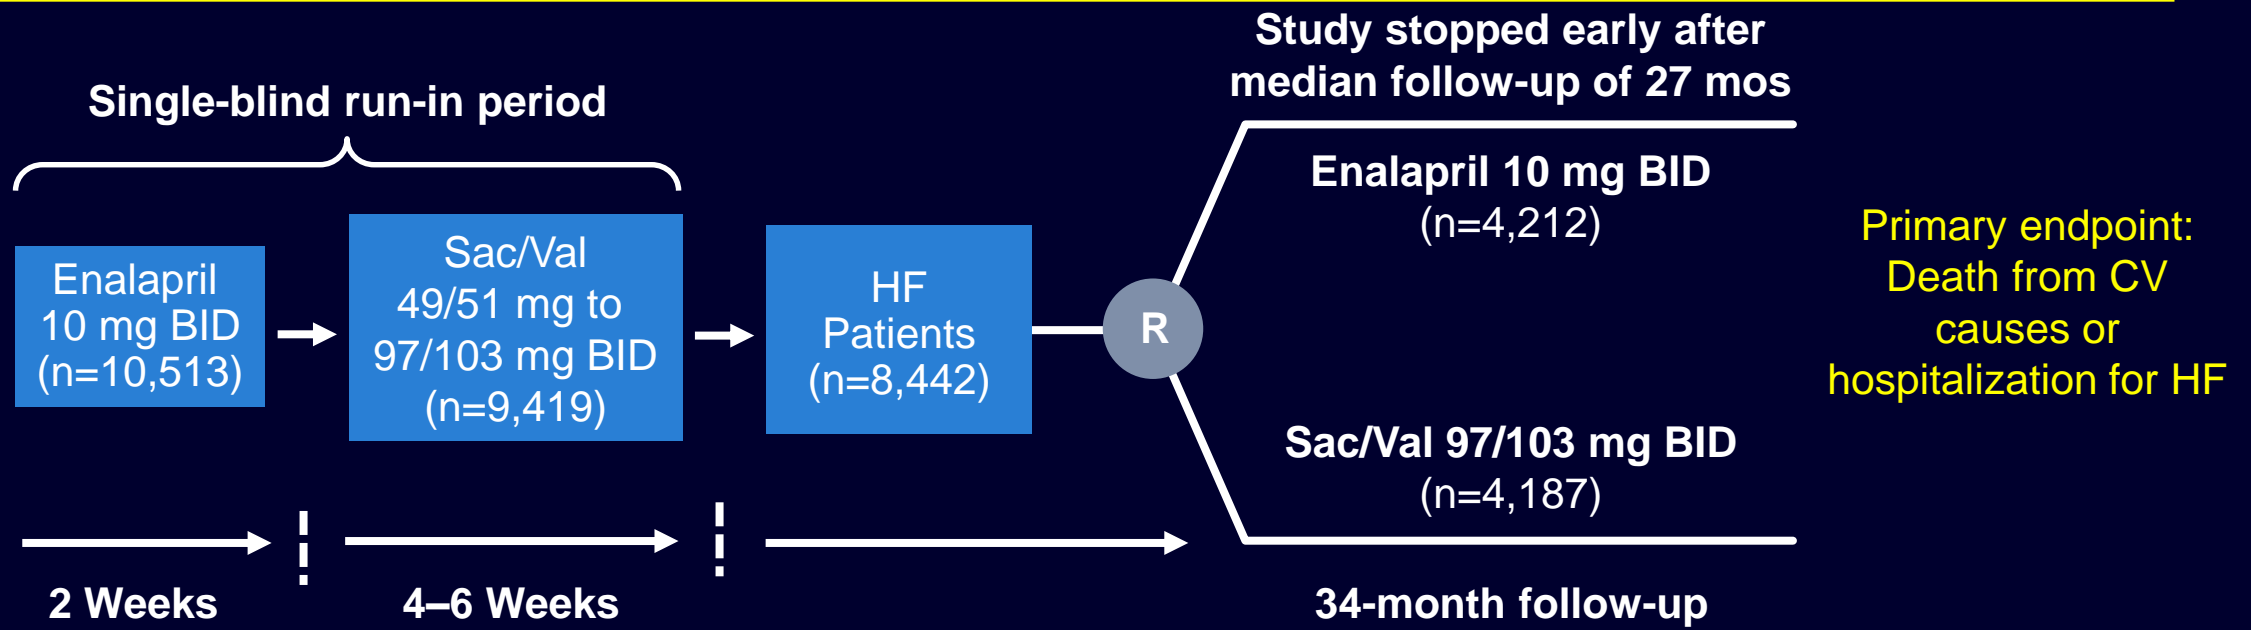 Single-blind run-in period
Enalapril
10 mg BID
(n=10,513)
Sac/Val
49/51 mg to
97/103 mg BID
(n=9,419)
HF
Patients
(n=8,442)
R
Study stopped early after
median follow-up of 27 mos
Enalapril 10 mg BID
(n=4,212)
Sac/Val 97/103 mg BID
(n=4,187)
Primary endpoint:
Death from CV
causes or
hospitalization for HF
2 Weeks
4–6 Weeks
34-month follow-up